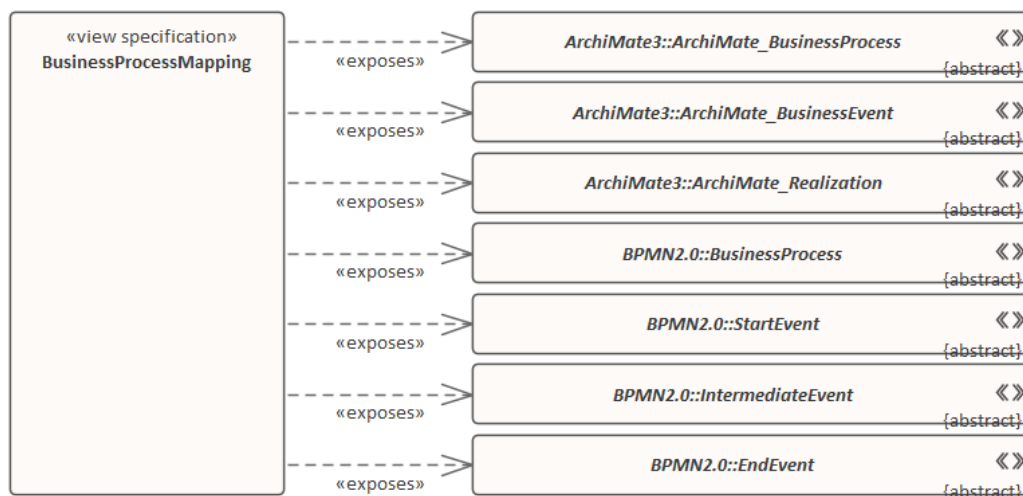 «view specification»
BusinessProcessMapping
«exposes»
ArchiMate3::ArchiMate_BusinessProcess
{abstract}
«exposes»
ArchiMate3::ArchiMate_BusinessEvent
{abstract}
«exposes»
ArchiMate3::ArchiMate_Realization
{abstract}
«exposes»
BPMN2.0::BusinessProcess
{abstract}
«exposes»
BPMN2.0::StartEvent
{abstract}
«exposes»
BPMN2.0::IntermediateEvent
{abstract}
«exposes»
BPMN2.0::EndEvent
{abstract}